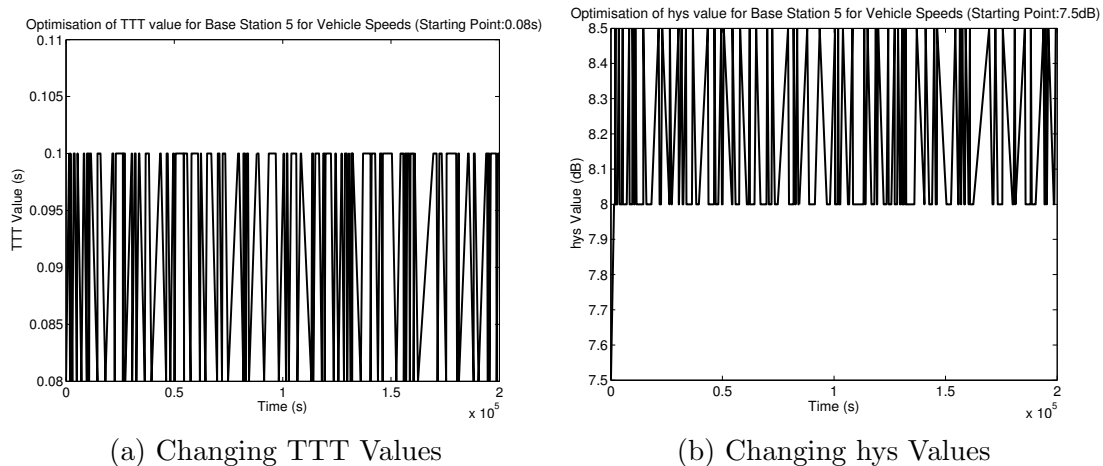 Optimisation of TTT value for Base Station 5 for Vehicle Speeds (Starting Point:0.08s)
0.11
0.105
0.1
0.095
0.09
0.085
0.08
TTT Value (s)
0 0.5 1 1.5 2
Time (s)
x 10^5
(a) Changing TTT Values
Optimisation of hys value for Base Station 5 for Vehicle Speeds (Starting Point:7.5dB)
8.5
8.4
8.3
8.2
8.1
8
7.9
7.8
7.7
7.6
7.5
hys Value (dB)
0 0.5 1 1.5 2
Time (s)
x 10^5
(b) Changing hys Values